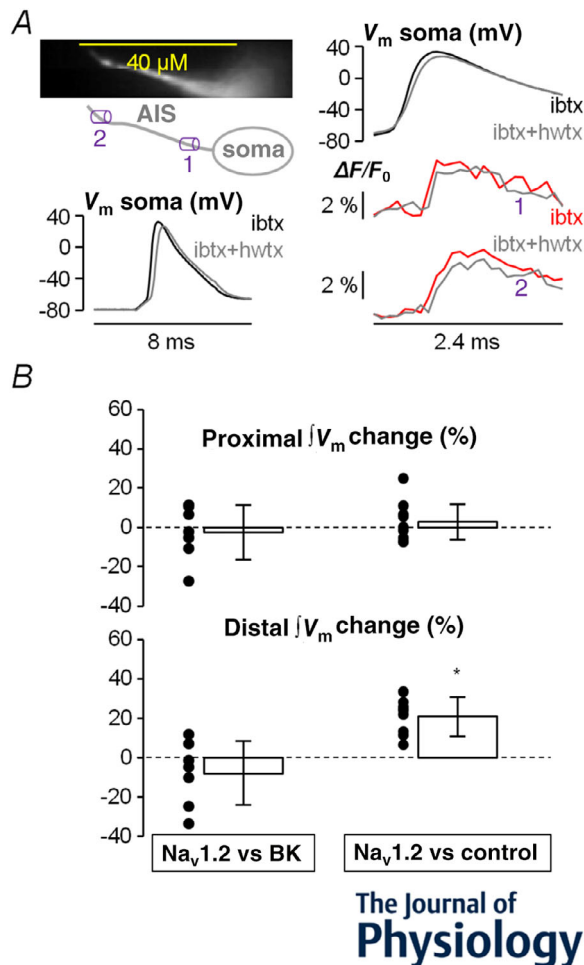 A
40 µM
AIS
2
1
soma
Vm soma (mV)
40
0
-40
-80
ibtx
ibtx+hwtx
8 ms
Vm soma (mV)
40
0
-40
-80
ibtx
ibtx+hwtx
ΔF/F0
2 %
1
ibtx
ibtx+hwtx
2 %
2
2.4 ms
B
60
40
20
0
-20
-40
Proximal ∫Vm change (%)
Distal ∫Vm change (%)
60
40
20
0
-20
-40
*
Nav1.2 vs BK
Nav1.2 vs control
The Journal of
Physiology